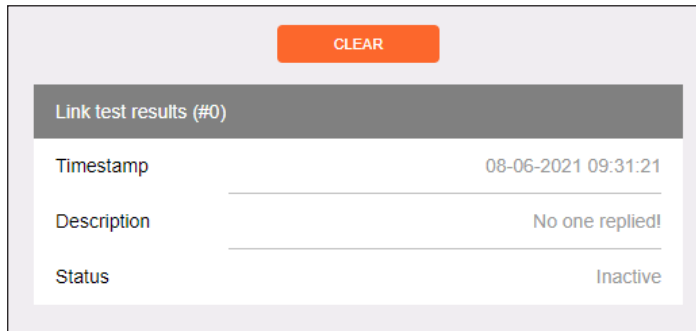 CLEAR
Link test results (#0)
Timestamp 08-06-2021 09:31:21
Description No one replied!
Status Inactive